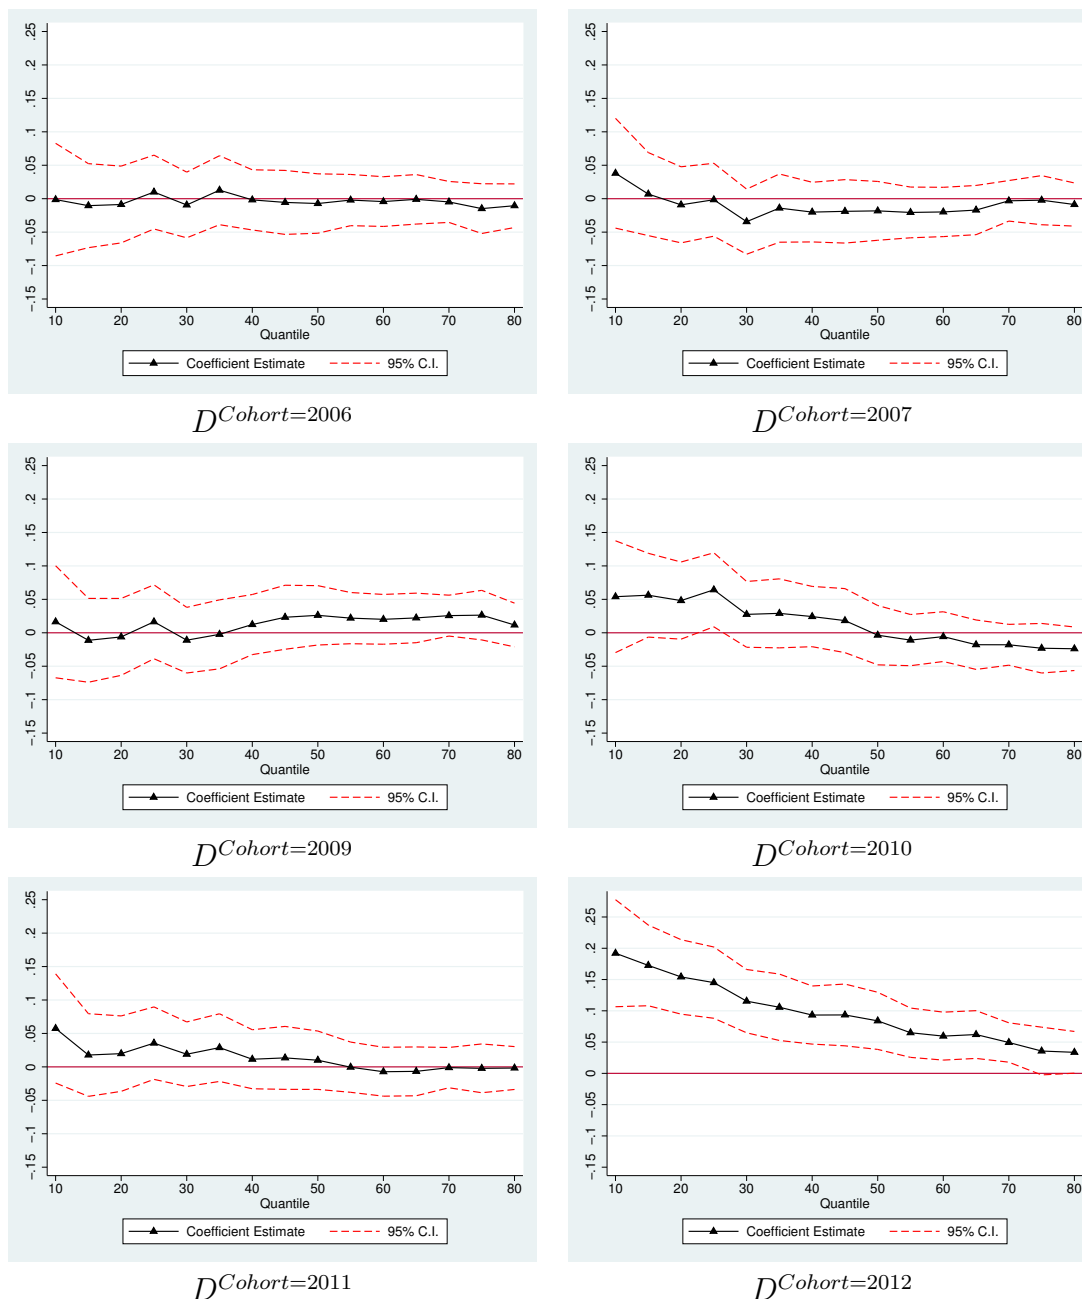 .25
.2
.15
.1
.05
0
-.05
-.1
-.15
10 20 30 40 50 60 70 80
Quantile
Coefficient Estimate 95% C.I.
D^{Cohort=2006}
.25
.2
.15
.1
.05
0
-.05
-.1
-.15
10 20 30 40 50 60 70 80
Quantile
Coefficient Estimate 95% C.I.
D^{Cohort=2007}
.25
.2
.15
.1
.05
0
-.05
-.1
-.15
10 20 30 40 50 60 70 80
Quantile
Coefficient Estimate 95% C.I.
D^{Cohort=2009}
.25
.2
.15
.1
.05
0
-.05
-.1
-.15
10 20 30 40 50 60 70 80
Quantile
Coefficient Estimate 95% C.I.
D^{Cohort=2010}
.25
.2
.15
.1
.05
0
-.05
-.1
-.15
10 20 30 40 50 60 70 80
Quantile
Coefficient Estimate 95% C.I.
D^{Cohort=2011}
.25
.2
.15
.1
.05
0
-.05
-.1
-.15
10 20 30 40 50 60 70 80
Quantile
Coefficient Estimate 95% C.I.
D^{Cohort=2012}